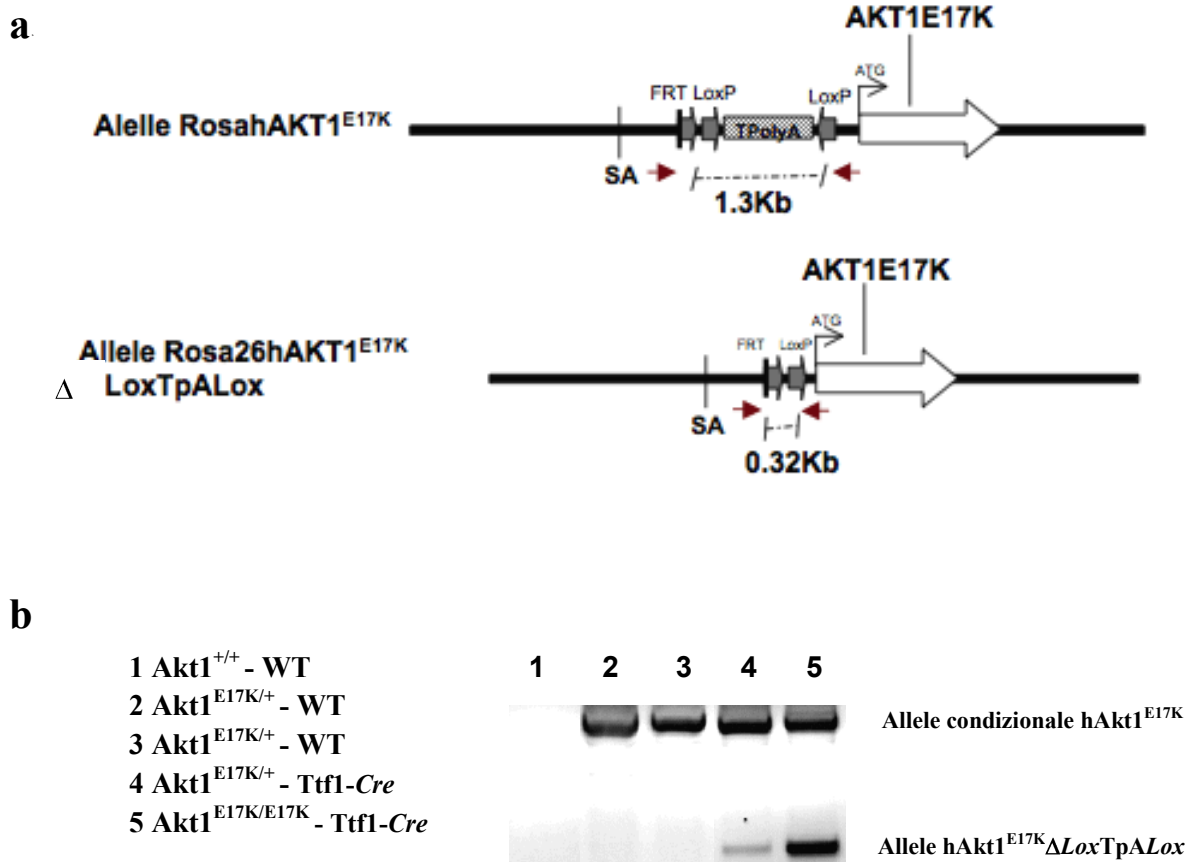 a.
AKT1E17K
ATG
FRT LoxP LoxP
Alelle RosahAKT1E17K
TPolyA
SA
1.3Kb
AKT1E17K
ATG
FRT LoxP
Allele Rosa26hAKT1E17K
Δ LoxTpALox
SA
0.32Kb
b
1 Akt1+/+ - WT
2 Akt1E17K/+ - WT
3 Akt1E17K/+ - WT
4 Akt1E17K/+ - Ttf1-Cre
5 Akt1E17K/E17K - Ttf1-Cre
1 2 3 4 5
Allele condizionale hAkt1E17K
Allele hAkt1E17KΔLoxTpALox